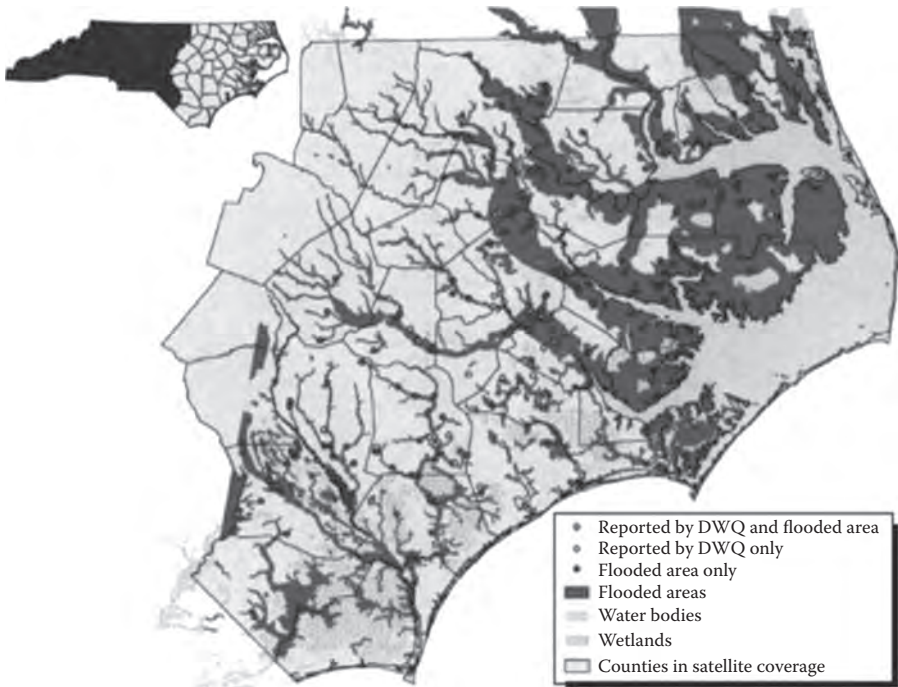 Reported by DWQ and flooded area
Reported by DWQ only
Flooded area only
Flooded areas
Water bodies
Wetlands
Counties in satellite coverage